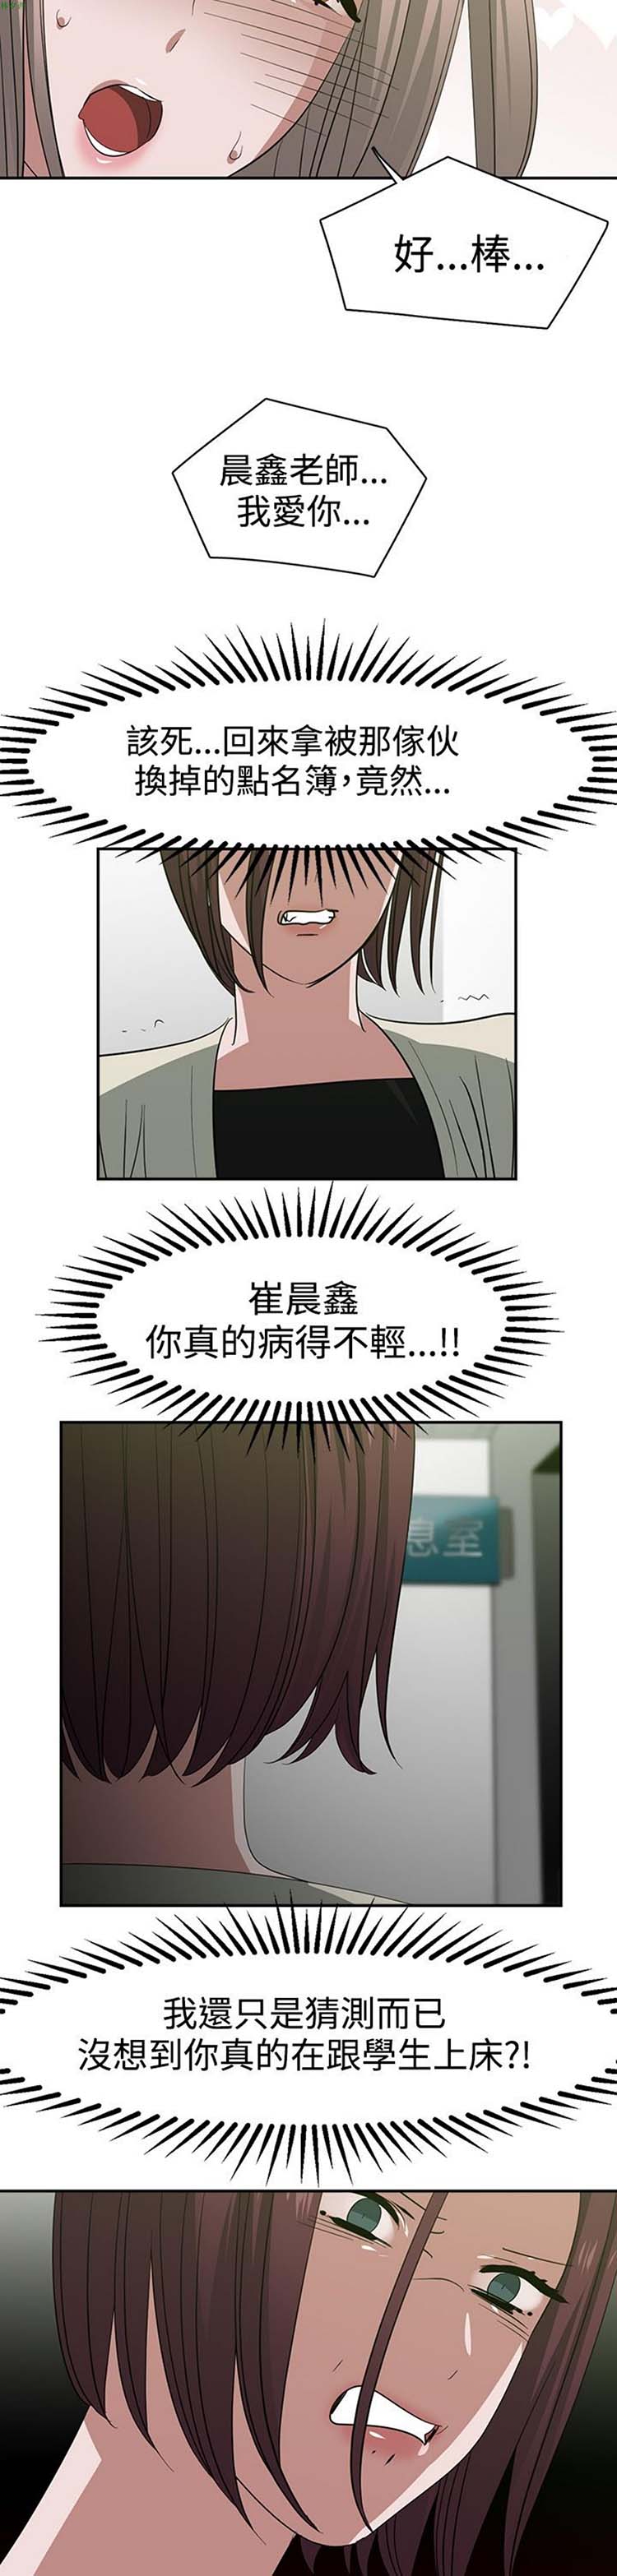 好...棒...
晨鑫老師...
我愛你...
該死...回來拿被那傢伙
換掉的點名簿,竟然...
崔晨鑫
你真的病得不輕...!!
息室
我還只是猜測而已
沒想到你真的在跟學生上床?!